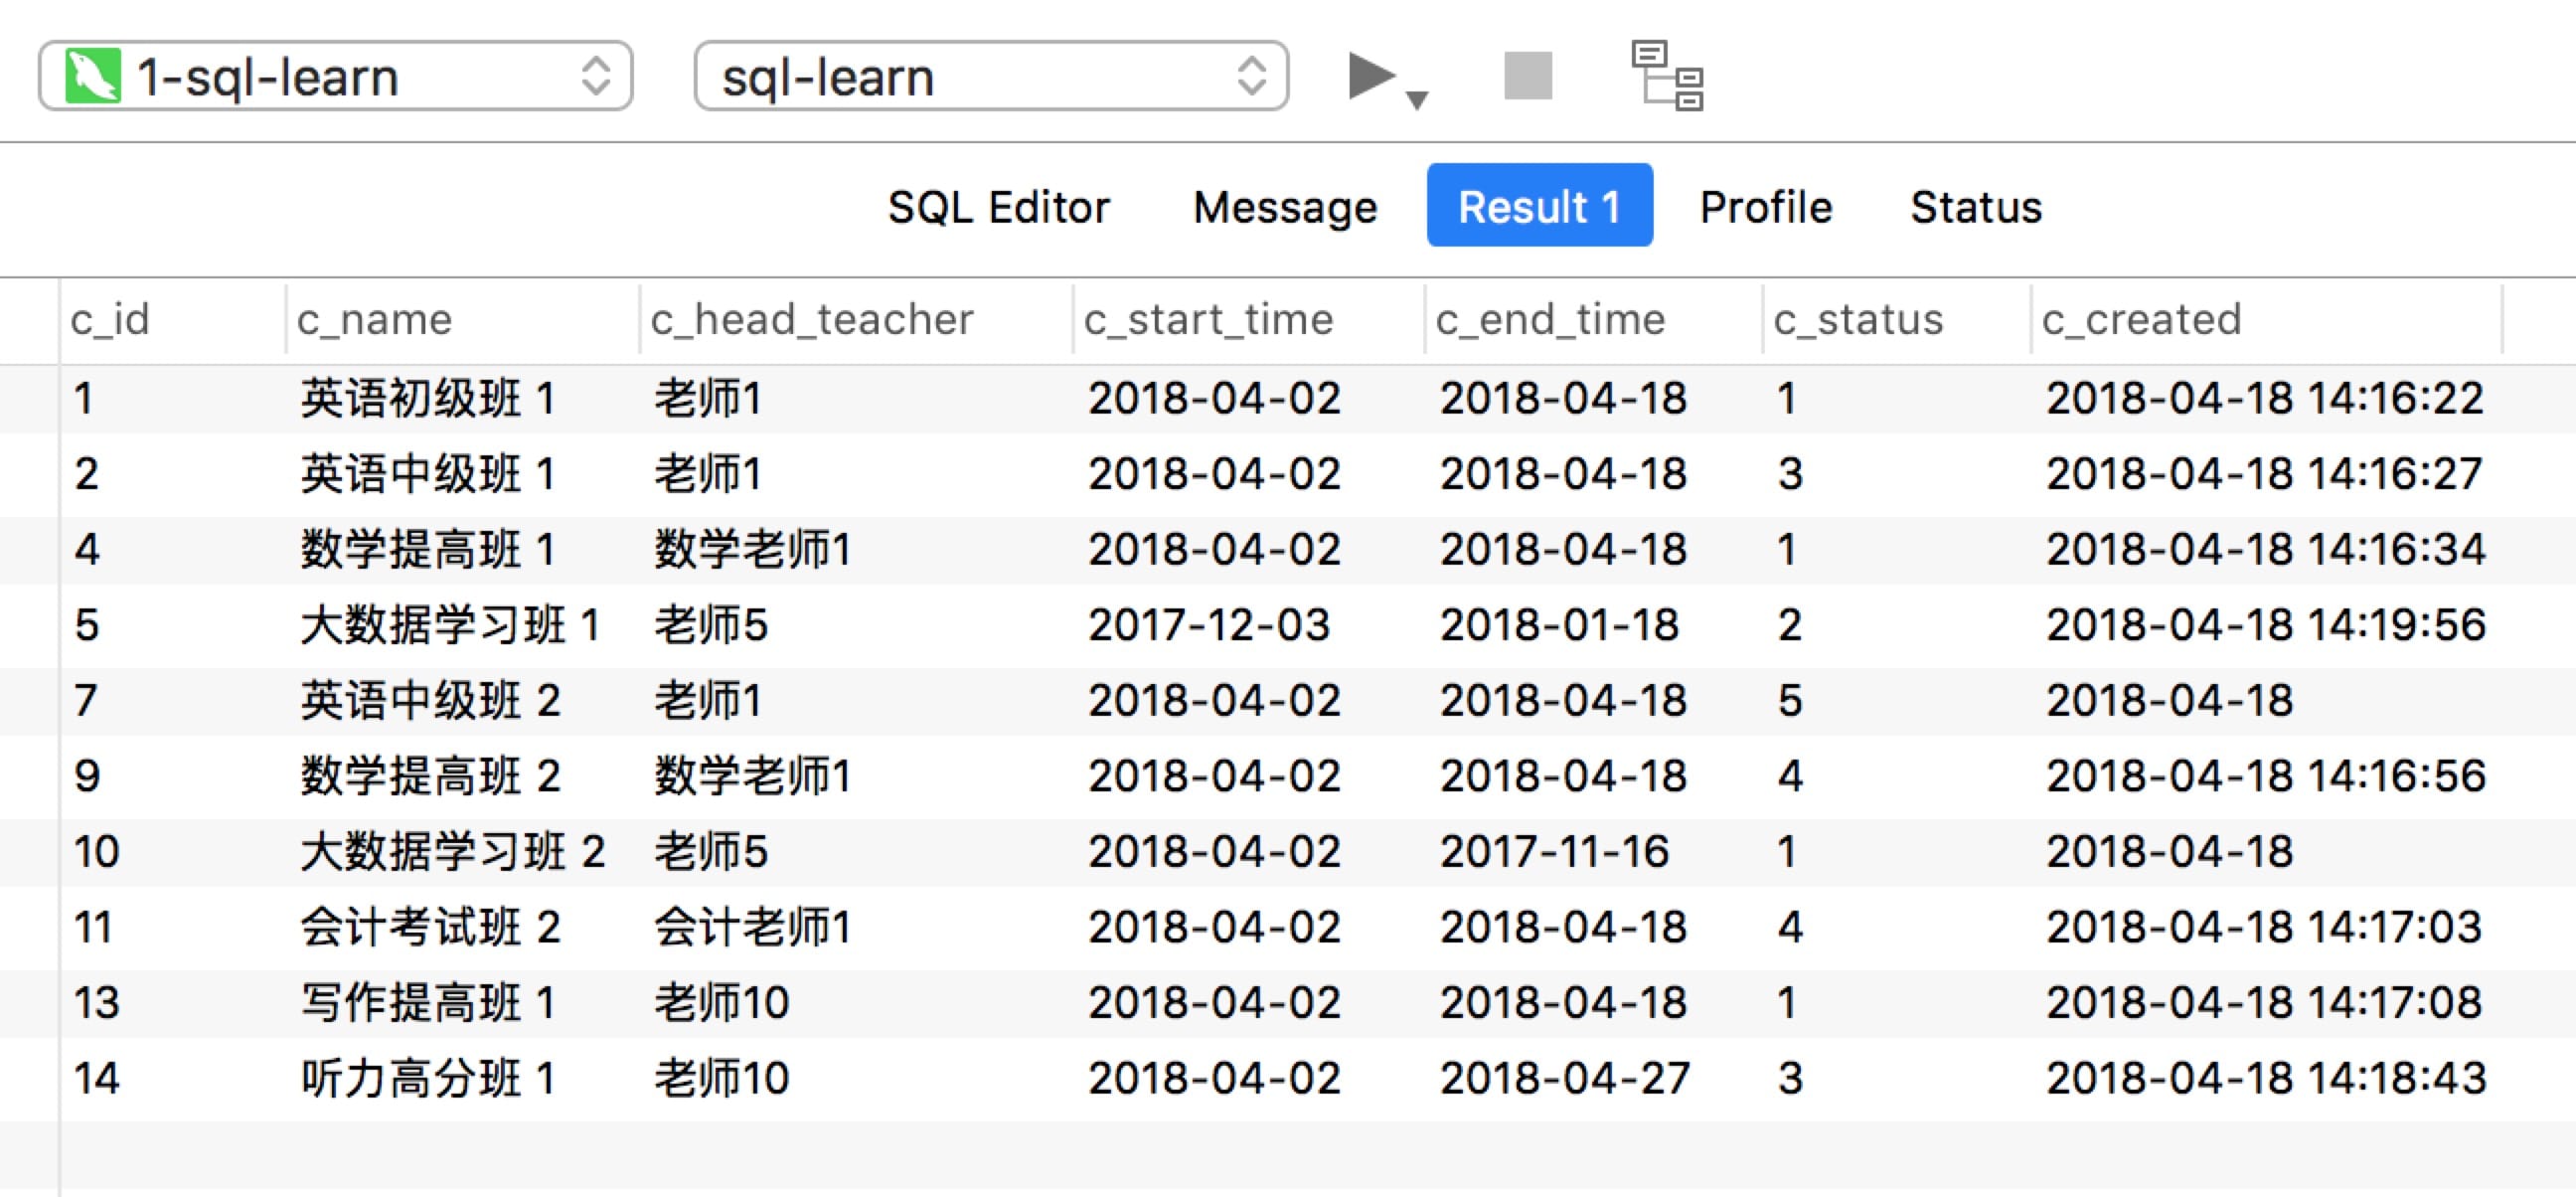 1-sql-learn sql-learn
SQL Editor Message Result 1 Profile Status
c_id c_name c_head_teacher c_start_time c_end_time c_status c_created
1 英语初级班 1 老师1 2018-04-02 2018-04-18 1 2018-04-18 14:16:22
2 英语中级班 1 老师1 2018-04-02 2018-04-18 3 2018-04-18 14:16:27
4 数学提高班 1 数学老师1 2018-04-02 2018-04-18 1 2018-04-18 14:16:34
5 大数据学习班 1 老师5 2017-12-03 2018-01-18 2 2018-04-18 14:19:56
7 英语中级班 2 老师1 2018-04-02 2018-04-18 5 2018-04-18
9 数学提高班 2 数学老师1 2018-04-02 2018-04-18 4 2018-04-18 14:16:56
10 大数据学习班 2 老师5 2018-04-02 2017-11-16 1 2018-04-18
11 会计考试班 2 会计老师1 2018-04-02 2018-04-18 4 2018-04-18 14:17:03
13 写作提高班 1 老师10 2018-04-02 2018-04-18 1 2018-04-18 14:17:08
14 听力高分班 1 老师10 2018-04-02 2018-04-27 3 2018-04-18 14:18:43